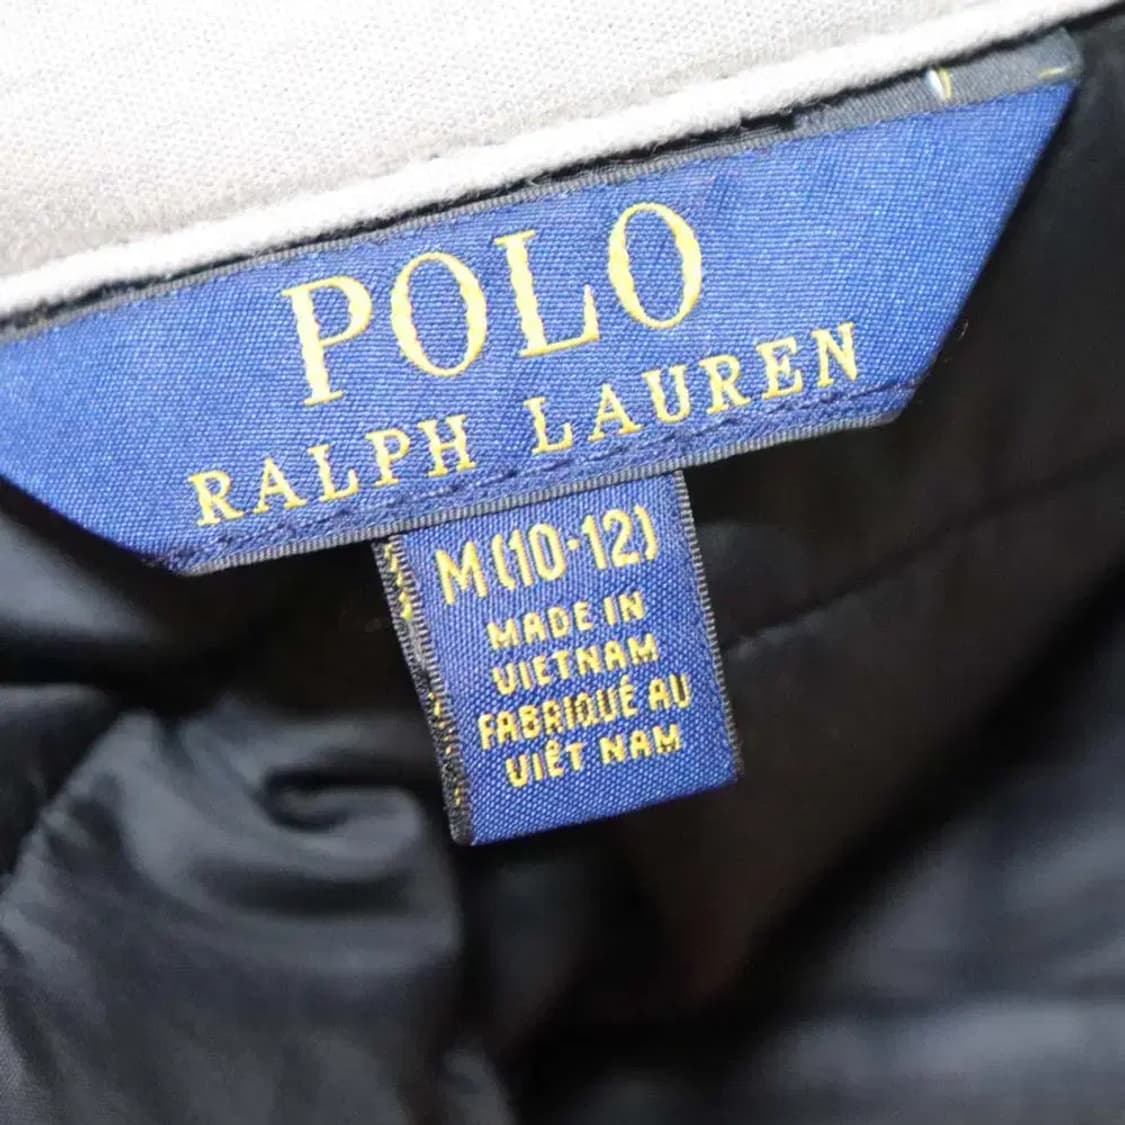 POLO
RALPH LAUREN
M(10-12)
MADE IN
VIETNAM
FABRIQUÉ AU
VIÊT NAM